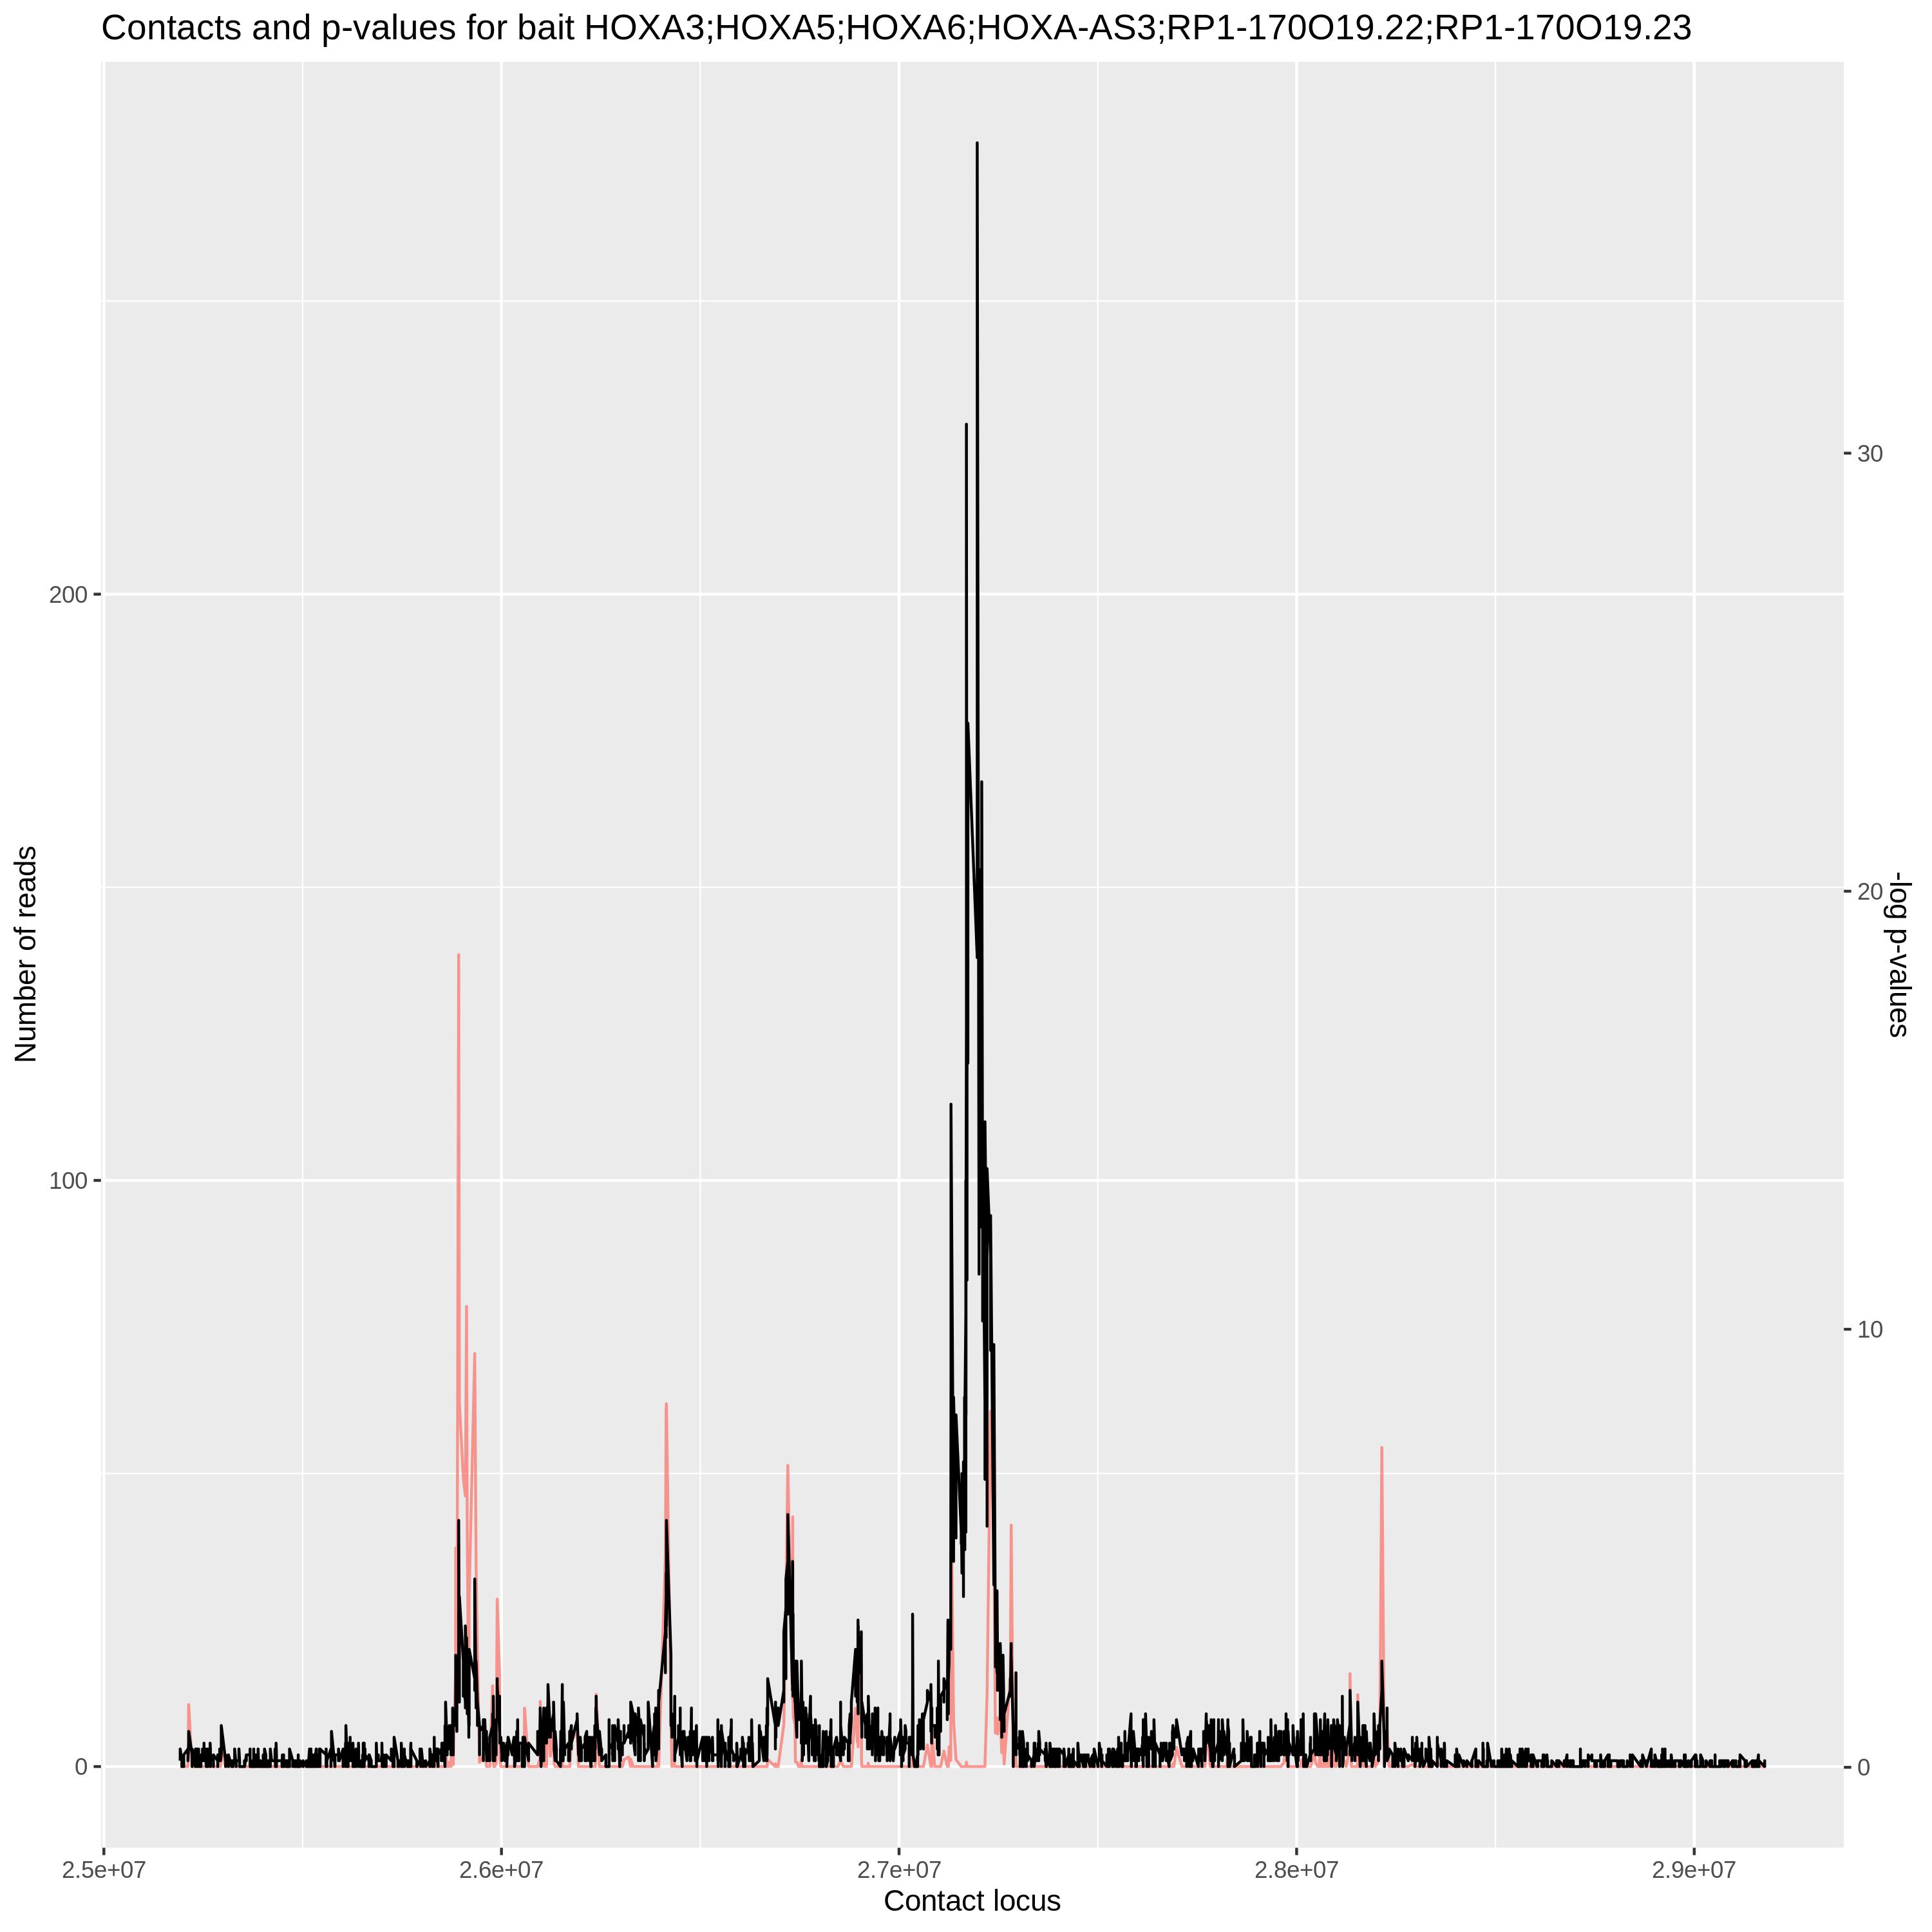 Contacts and p-values for bait HOXA3;HOXA5;HOXA6;HOXA-AS3;RP1-170O19.22;RP1-170O19.23
Number of reads
200
100
0
30
20
10
0
-log p-values
2.5e+07 2.6e+07 2.7e+07 2.8e+07 2.9e+07
Contact locus